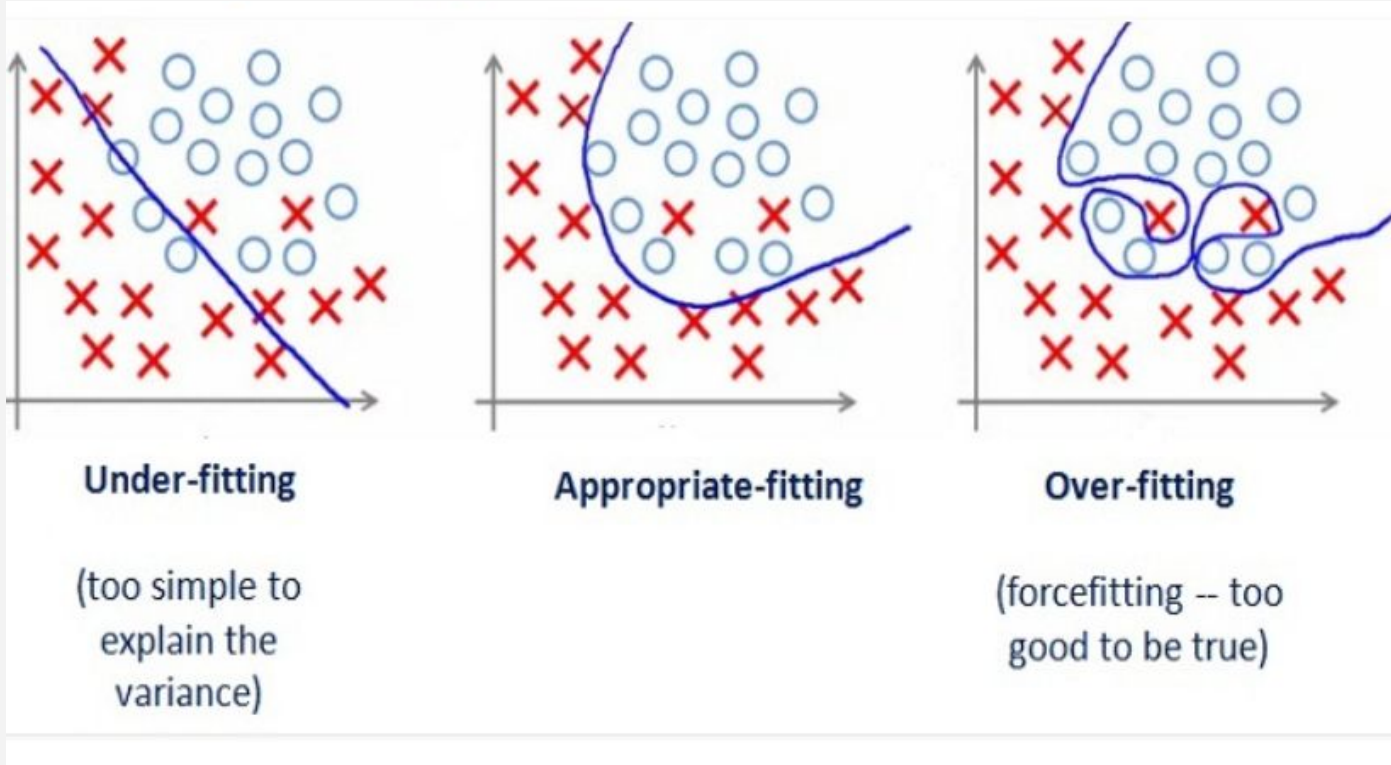 Under-fitting
Appropriate-fitting
Over-fitting
(too simple to
explain the
variance)
(forcefitting -- too
good to be true)